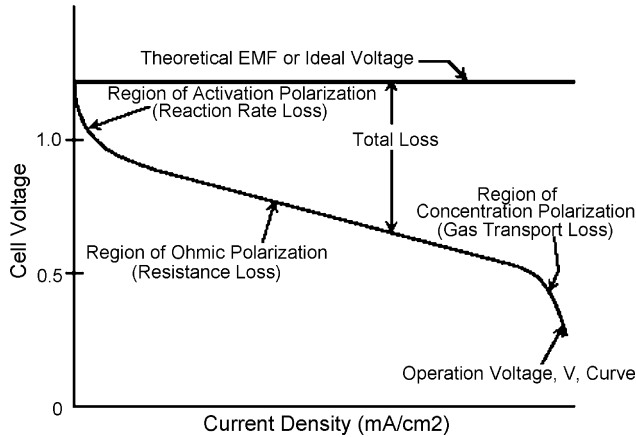 Theoretical EMF or Ideal Voltage
Region of Activation Polarization
(Reaction Rate Loss)
1.0
Total Loss
Region of
Concentration Polarization
(Gas Transport Loss)
Cell Voltage
Region of Ohmic Polarization
(Resistance Loss)
0.5
Operation Voltage, V, Curve
0
Current Density (mA/cm2)